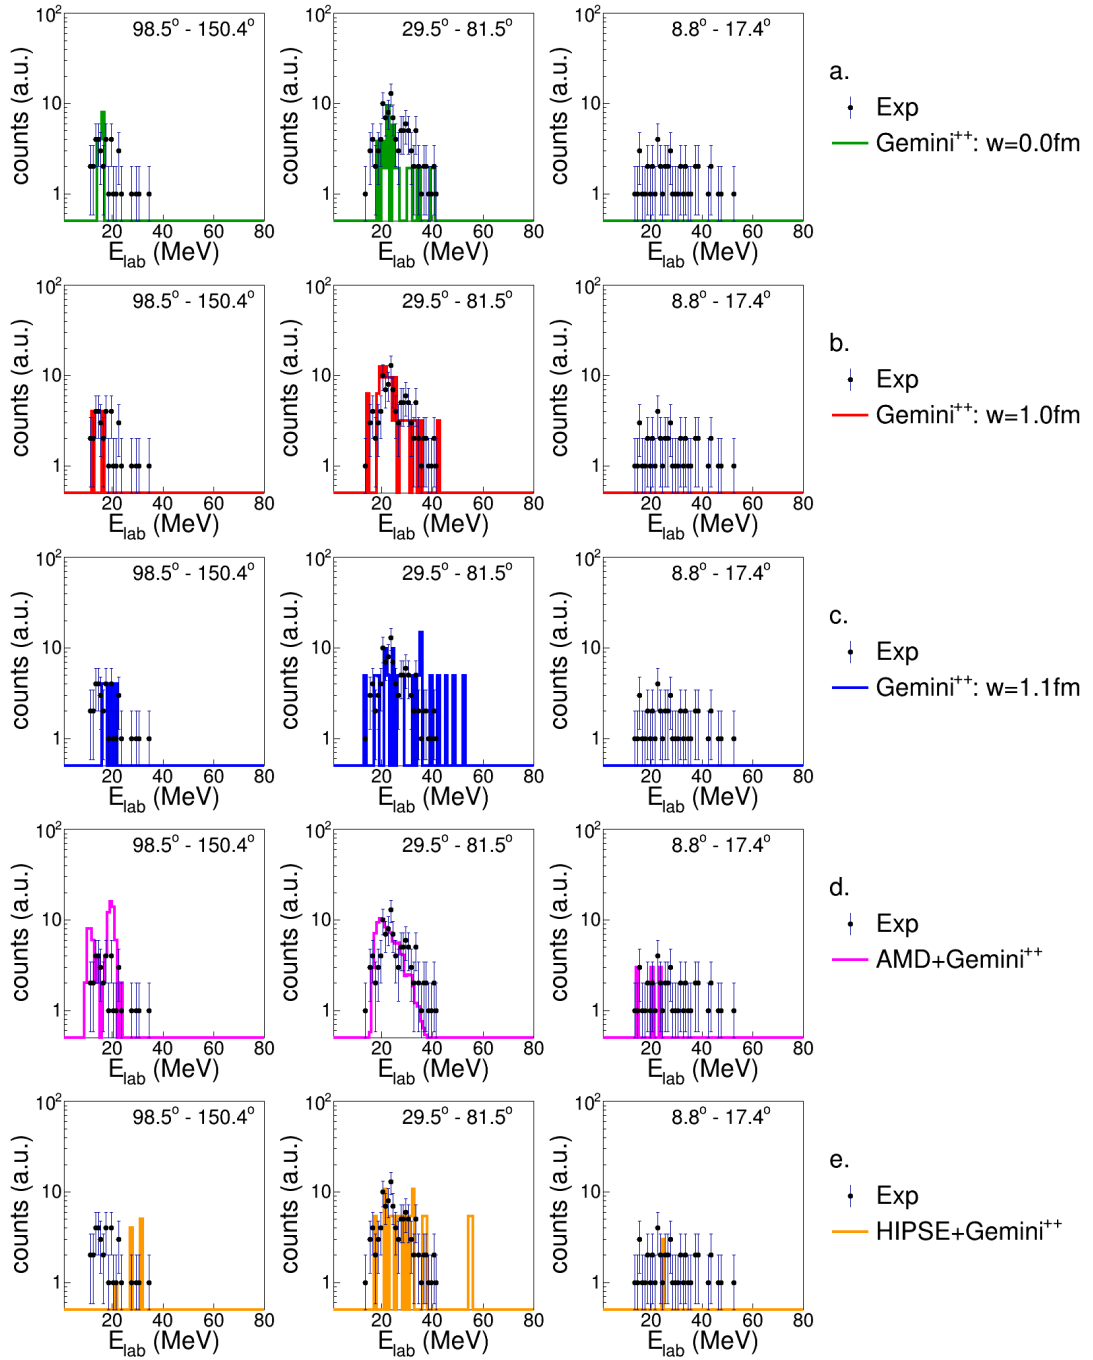 98.5° - 150.4°
10²
10
1
counts (a.u.)
20 40 60 80
E_lab (MeV)
29.5° - 81.5°
10²
10
1
counts (a.u.)
20 40 60 80
E_lab (MeV)
8.8° - 17.4°
10²
10
1
counts (a.u.)
20 40 60 80
E_lab (MeV)
a.
Exp
Gemini⁺⁺: w=0.0fm
98.5° - 150.4°
10²
10
1
counts (a.u.)
20 40 60 80
E_lab (MeV)
29.5° - 81.5°
10²
10
1
counts (a.u.)
20 40 60 80
E_lab (MeV)
8.8° - 17.4°
10²
10
1
counts (a.u.)
20 40 60 80
E_lab (MeV)
b.
Exp
Gemini⁺⁺: w=1.0fm
98.5° - 150.4°
10²
10
1
counts (a.u.)
20 40 60 80
E_lab (MeV)
29.5° - 81.5°
10²
10
1
counts (a.u.)
20 40 60 80
E_lab (MeV)
8.8° - 17.4°
10²
10
1
counts (a.u.)
20 40 60 80
E_lab (MeV)
c.
Exp
Gemini⁺⁺: w=1.1fm
98.5° - 150.4°
10²
10
1
counts (a.u.)
20 40 60 80
E_lab (MeV)
29.5° - 81.5°
10²
10
1
counts (a.u.)
20 40 60 80
E_lab (MeV)
8.8° - 17.4°
10²
10
1
counts (a.u.)
20 40 60 80
E_lab (MeV)
d.
Exp
AMD+Gemini⁺⁺
98.5° - 150.4°
10²
10
1
counts (a.u.)
20 40 60 80
E_lab (MeV)
29.5° - 81.5°
10²
10
1
counts (a.u.)
20 40 60 80
E_lab (MeV)
8.8° - 17.4°
10²
10
1
counts (a.u.)
20 40 60 80
E_lab (MeV)
e.
Exp
HIPSE+Gemini⁺⁺